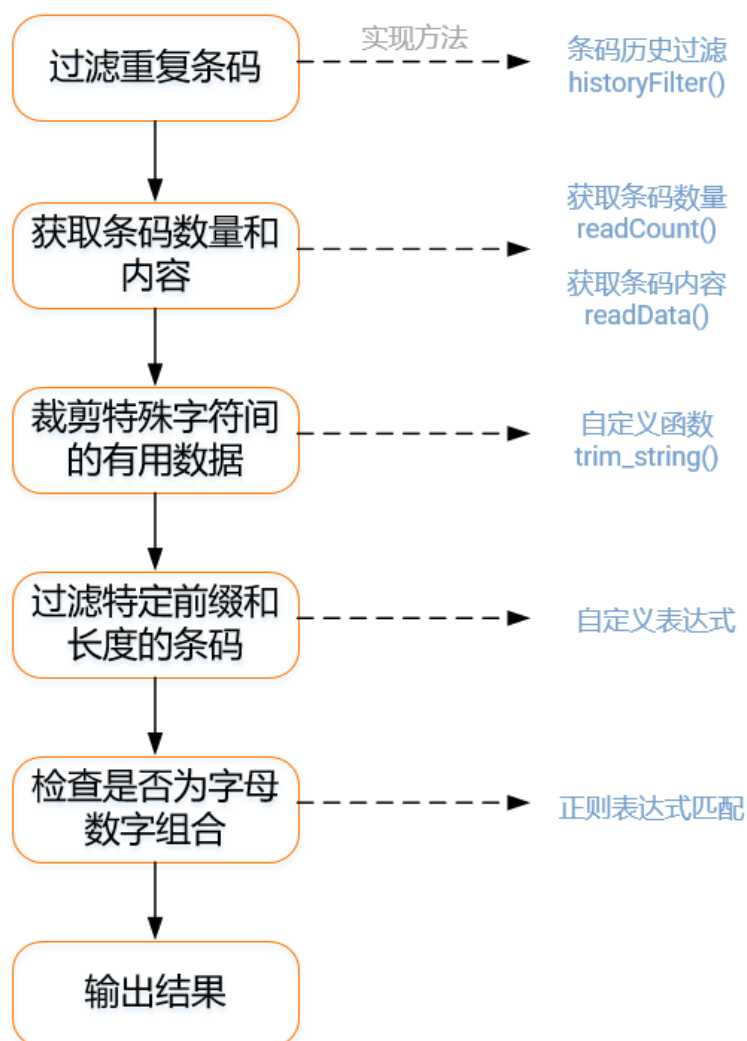 过滤重复条码
实现方法
条码历史过滤
historyFilter()
获取条码数量和
内容
获取条码数量
readCount()
获取条码内容
readData()
裁剪特殊字符间
的有用数据
自定义函数
trim_string()
过滤特定前缀和
长度的条码
自定义表达式
检查是否为字母
数字组合
正则表达式匹配
输出结果